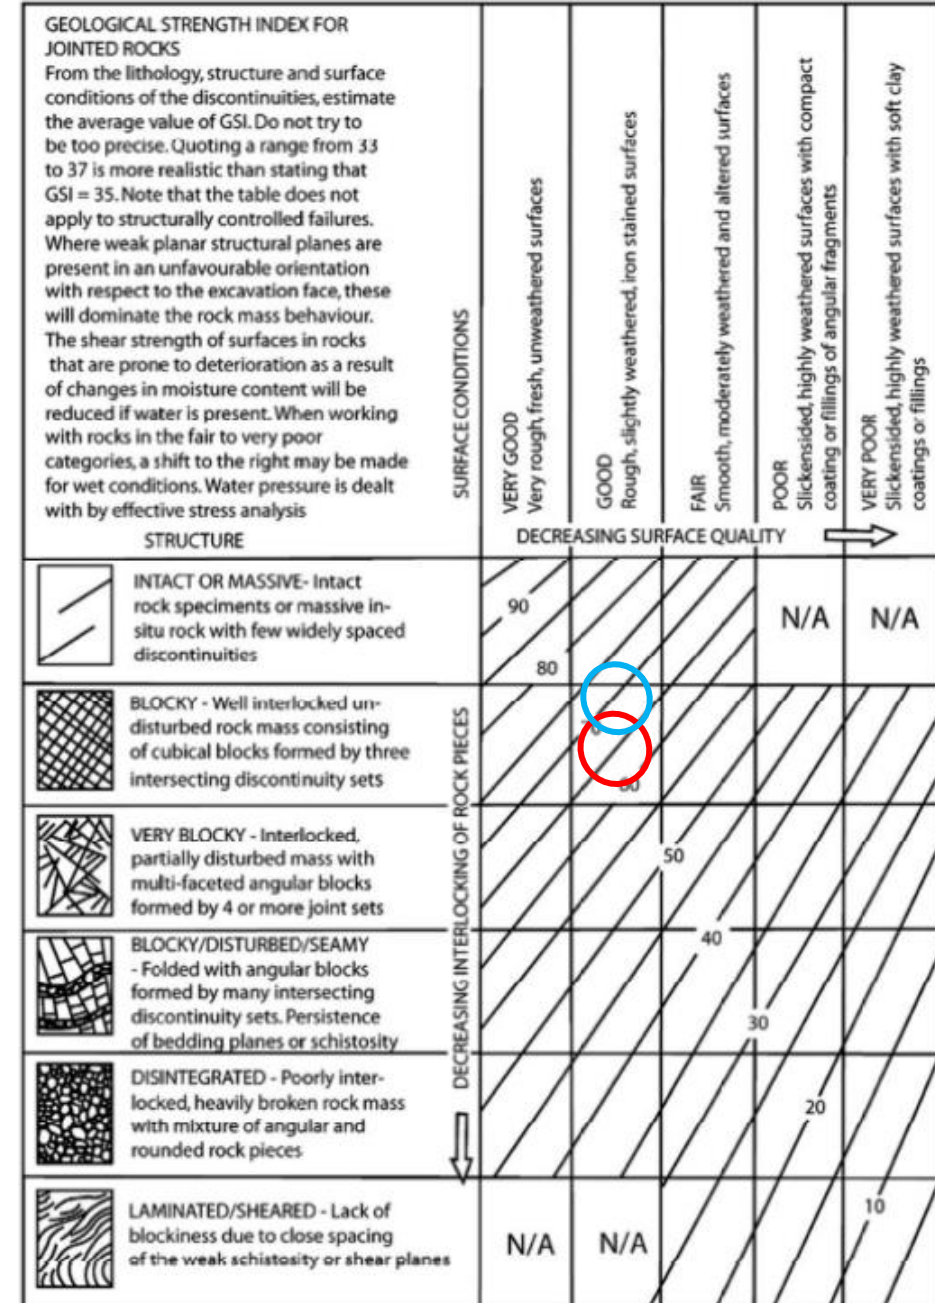 GEOLOGICAL STRENGTH INDEX FOR
JOINTED ROCKS
From the lithology, structure and surface
conditions of the discontinuities, estimate
the average value of GSI. Do not try to
be too precise. Quoting a range from 33
to 37 is more realistic than stating that
GSI = 35. Note that the table does not
apply to structurally controlled failures.
Where weak planar structural planes are
present in an unfavourable orientation
with respect to the excavation face, these
will dominate the rock mass behaviour.
The shear strength of surfaces in rocks
that are prone to deterioration as a result
of changes in moisture content will be
reduced if water is present. When working
with rocks in the fair to very poor
categories, a shift to the right may be made
for wet conditions. Water pressure is dealt
with by effective stress analysis
STRUCTURE
SURFACE CONDITIONS
VERY GOOD
Very rough, fresh, unweathered surfaces
GOOD
Rough, slightly weathered, iron stained surfaces
FAIR
Smooth, moderately weathered and altered surfaces
POOR
Slickensided, highly weathered surfaces with compact
coating or fillings of angular fragments
VERY POOR
Slickensided, highly weathered surfaces with soft clay
coatings or fillings
DECREASING SURFACE QUALITY
INTACT OR MASSIVE- Intact
rock speciments or massive in-
situ rock with few widely spaced
discontinuities
90
80
N/A
N/A
DECREASING INTERLOCKING OF ROCK PIECES
BLOCKY - Well interlocked un-
disturbed rock mass consisting
of cubical blocks formed by three
intersecting discontinuity sets
70
60
VERY BLOCKY - Interlocked,
partially disturbed mass with
multi-faceted angular blocks
formed by 4 or more joint sets
50
BLOCKY/DISTURBED/SEAMY
- Folded with angular blocks
formed by many intersecting
discontinuity sets. Persistence
of bedding planes or schistosity
40
30
DISINTEGRATED - Poorly inter-
locked, heavily broken rock mass
with mixture of angular and
rounded rock pieces
20
LAMINATED/SHEARED - Lack of
blockiness due to close spacing
of the weak schistosity or shear planes
N/A
N/A
10